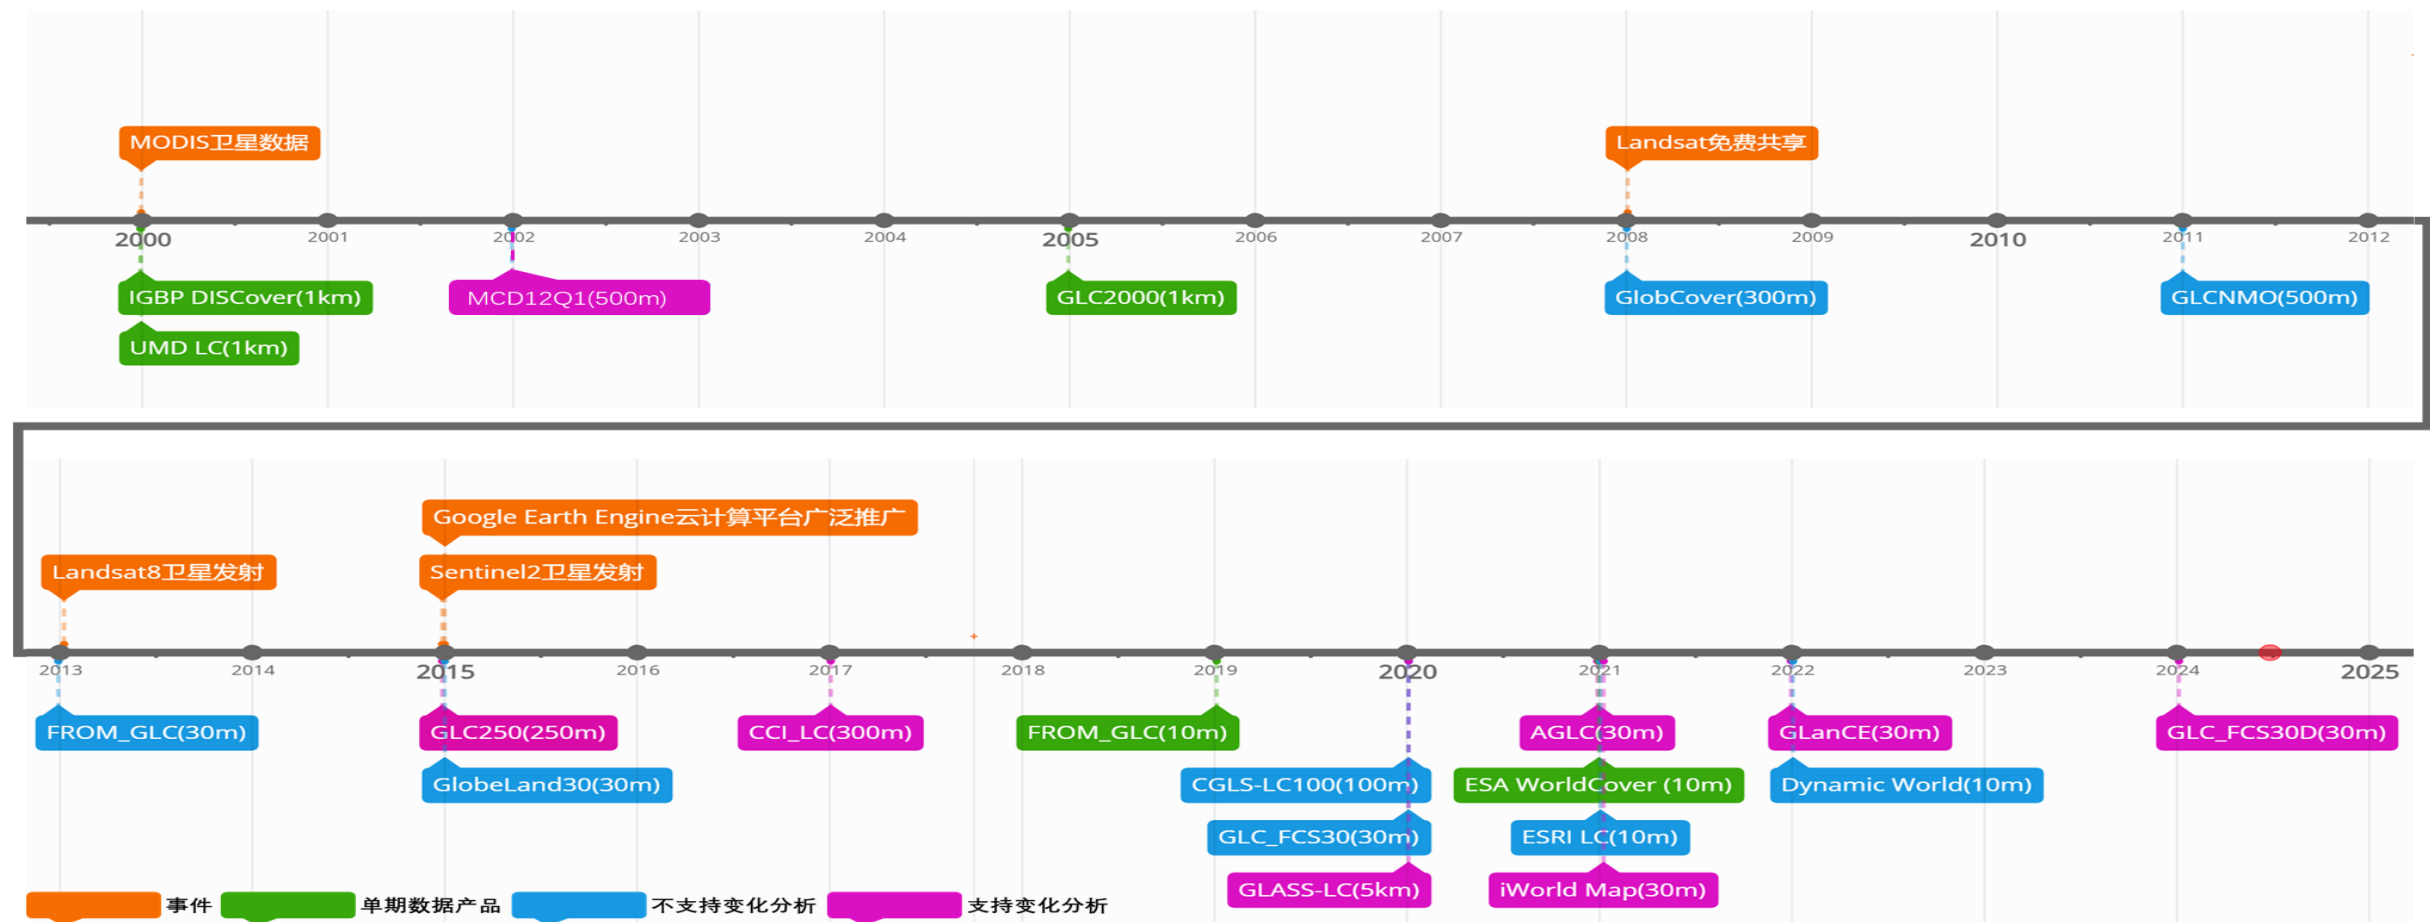 MODIS卫星数据
Landsat免费共享
2000 2001 2002 2003 2004 2005 2006 2007 2008 2009 2010 2011 2012
IGBP DISCover(1km) MCD12Q1(500m) GLC2000(1km) GlobCover(300m) GLCNMO(500m)
UMD LC(1km)
Google Earth Engine云计算平台广泛推广
Landsat8卫星发射 Sentinel2卫星发射
2013 2014 2015 2016 2017 2018 2019 2020 2021 2022 2023 2024 2025
FROM_GLC(30m) GLC250(250m) CCI_LC(300m) FROM_GLC(10m) AGLC(30m) GLanCE(30m) GLC_FCS30D(30m)
GlobeLand30(30m) CGLS-LC100(100m) ESA WorldCover (10m) Dynamic World(10m)
GLC_FCS30(30m) ESRI LC(10m)
GLASS-LC(5km) iWorld Map(30m)
事件 单期数据产品 不支持变化分析 支持变化分析